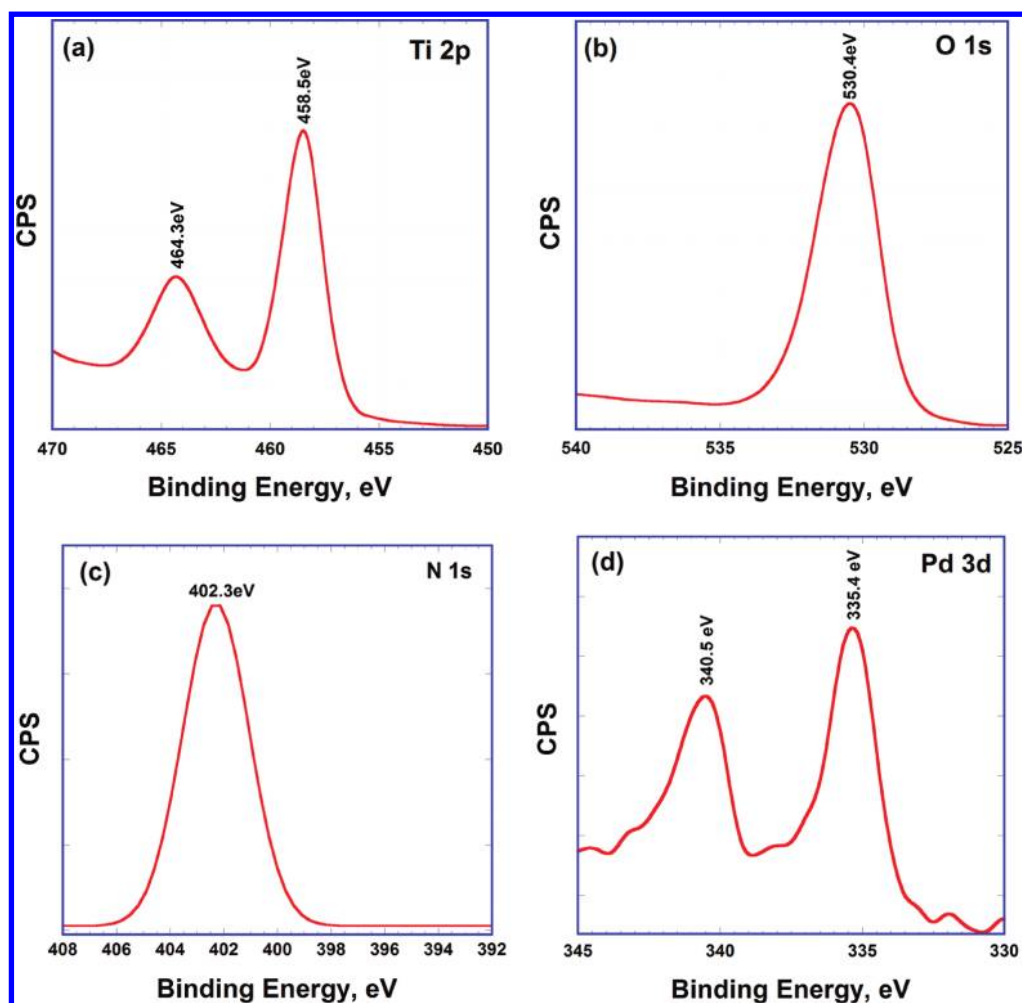 (a)
Ti 2p
464.3eV
458.5eV
CPS
470 465 460 455 450
Binding Energy, eV
(b)
O 1s
530.4eV
CPS
540 535 530 525
Binding Energy, eV
(c)
N 1s
402.3eV
CPS
408 406 404 402 400 398 396 394 392
Binding Energy, eV
(d)
Pd 3d
340.5 eV
335.4 eV
CPS
345 340 335 330
Binding Energy, eV